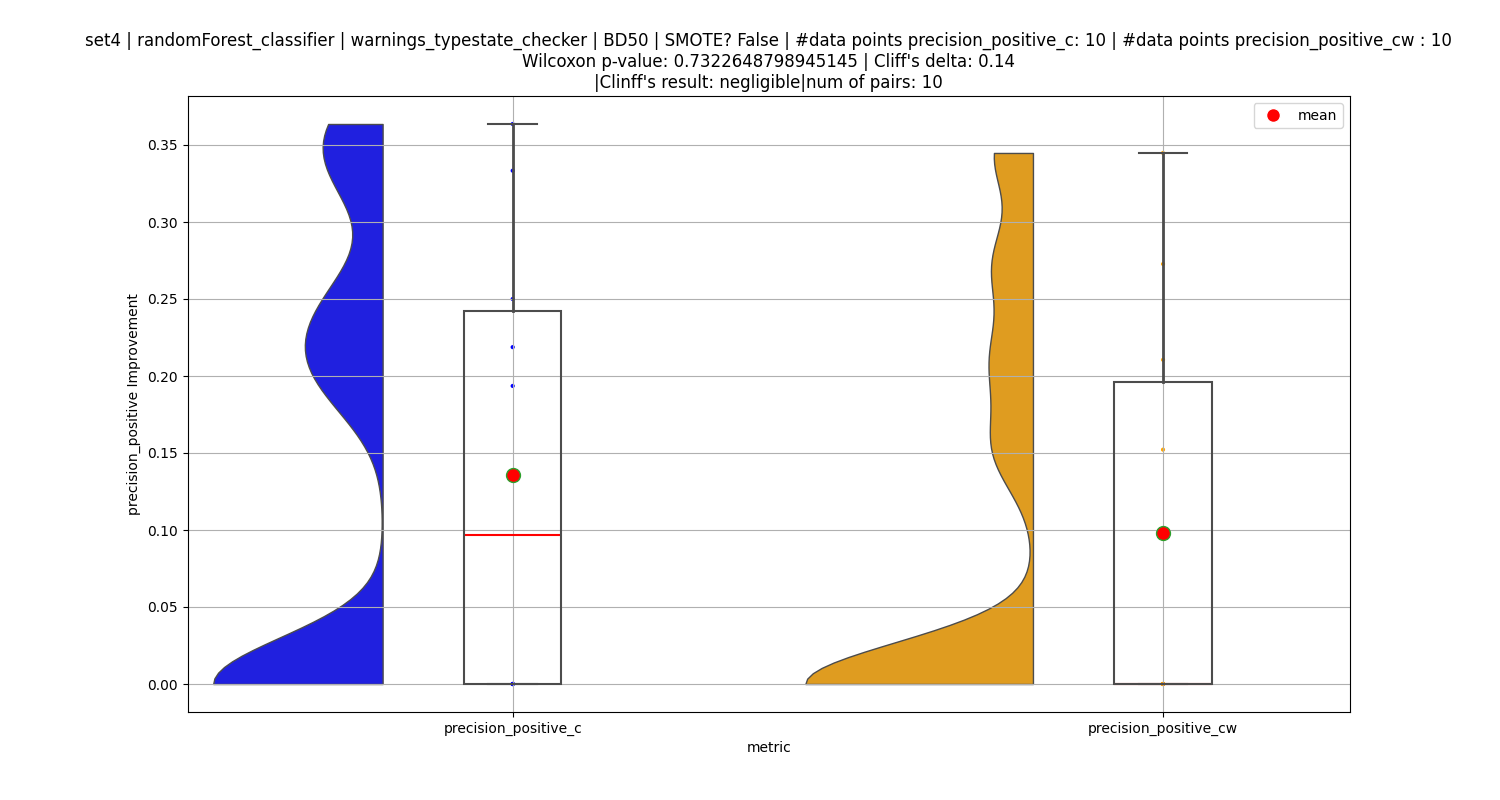 set4 | randomForest_classifier | warnings_typestate_checker | BD50 | SMOTE? False | #data points precision_positive_c: 10 | #data points precision_positive_cw : 10
Wilcoxon p-value: 0.7322648798945145 | Cliff's delta: 0.14
|Clinff's result: negligible|num of pairs: 10
mean
0.35
0.30
0.25
0.20
0.15
0.10
0.05
0.00
precision_positive Improvement
precision_positive_c
precision_positive_cw
metric